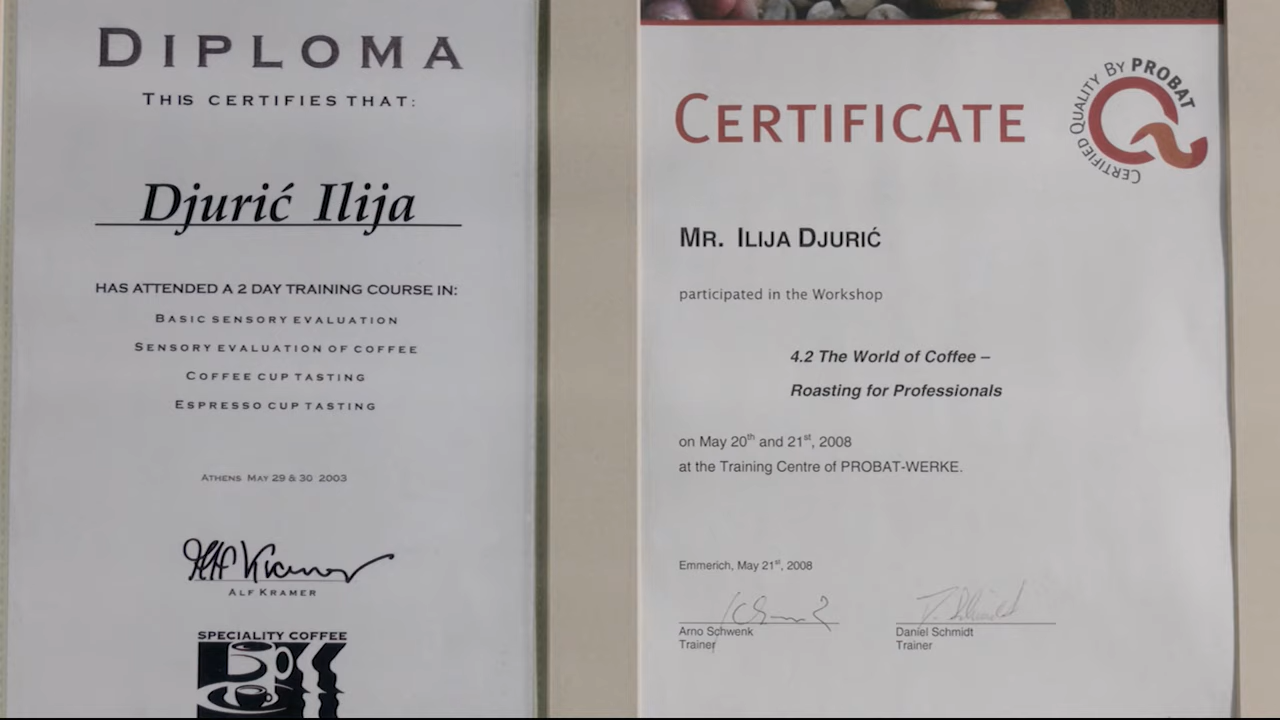 DIPLOMA
THIS CERTIFIES THAT:
Djurić Ilija
HAS ATTENDED A 2 DAY TRAINING COURSE IN:
BASIC SENSORY EVALUATION
SENSORY EVALUATION OF COFFEE
COFFEE CUP TASTING
ESPRESSO CUP TASTING
ATHENS MAY 29 & 30 2003
Alf Kramer
ALF KRAMER
SPECIALITY COFFEE
CERTIFICATE
CERTIFIED QUALITY BY PROBAT
MR. ILIJA DJURIĆ
participated in the Workshop
4.2 The World of Coffee –
Roasting for Professionals
on May 20th and 21st, 2008
at the Training Centre of PROBAT-WERKE.
Emmerich, May 21st, 2008
Arno Schwenk
Trainer
D. Schmidt
Daniel Schmidt
Trainer